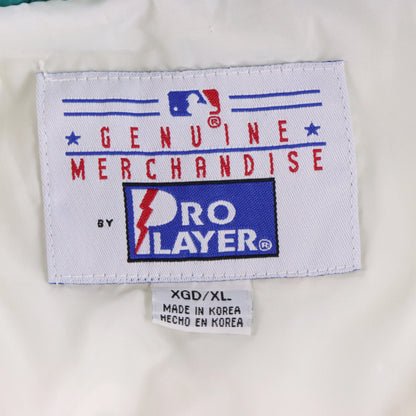 ®
GENUINE
MERCHANDISE
BY
PRO
PLAYER®
XGD/XL
MADE IN KOREA
HECHO EN KOREA